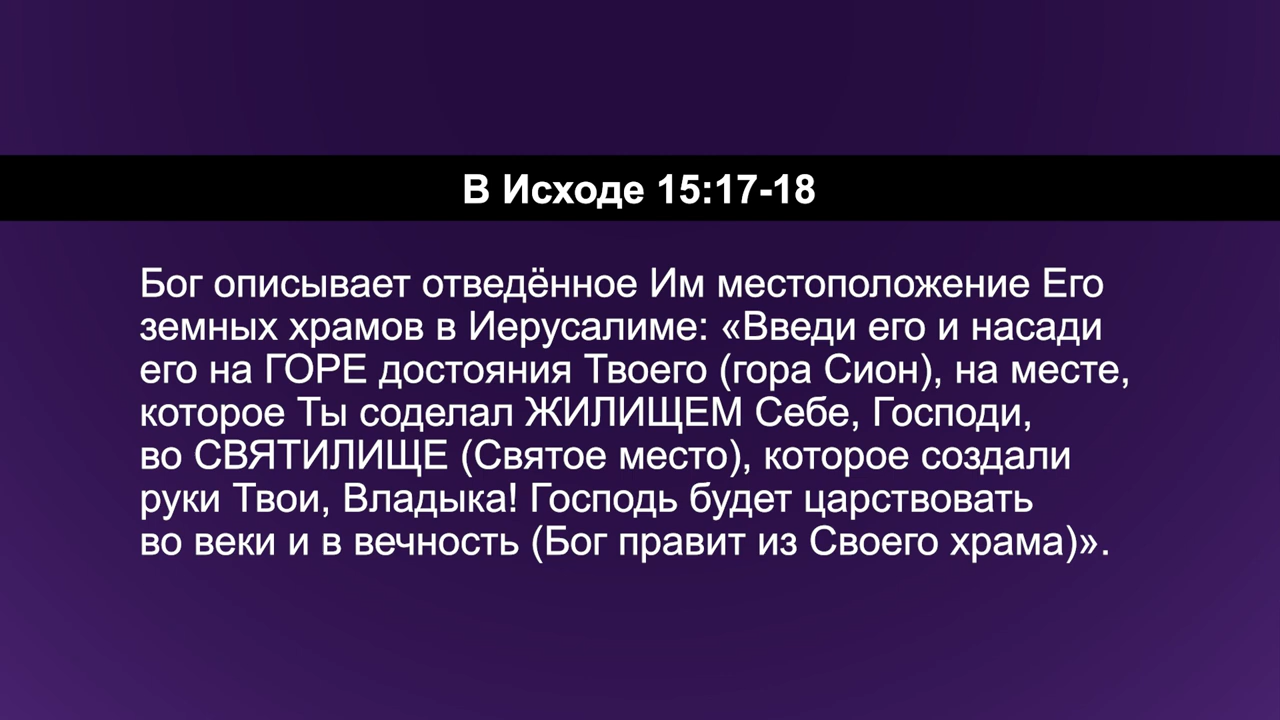 В Исходе 15:17-18
Бог описывает отведённое Им местоположение Его
земных храмов в Иерусалиме: «Введи его и насади
его на ГОРЕ достояния Твоего (гора Сион), на месте,
которое Ты соделал ЖИЛИЩЕМ Себе, Господи,
во СВЯТИЛИЩЕ (Святое место), которое создали
руки Твои, Владыка! Господь будет царствовать
во веки и в вечность (Бог правит из Своего храма)».